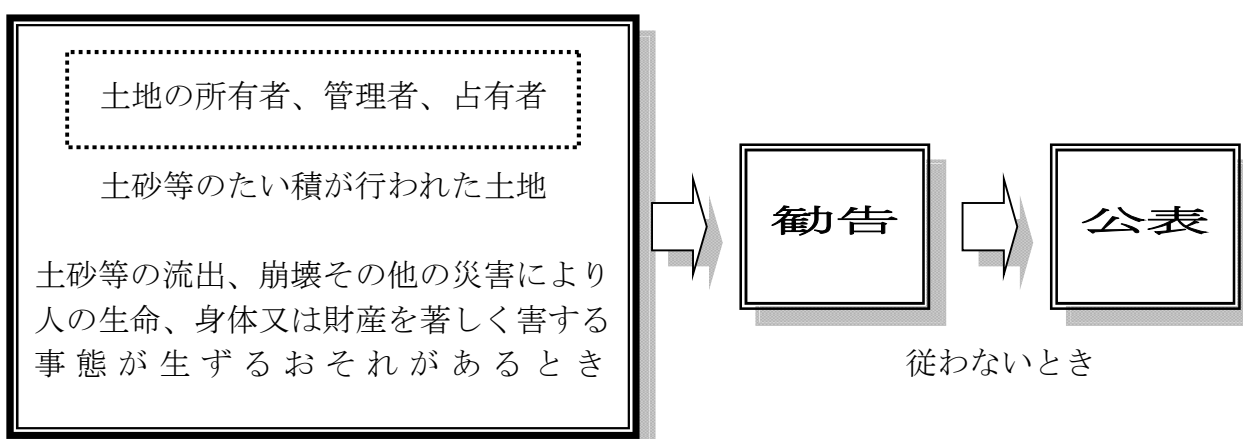 土地の所有者、管理者、占有者
土砂等のたい積が行われた土地
土砂等の流出、崩壊その他の災害により
人の生命、身体又は財産を著しく害する
事態が生ずるおそれがあるとき
勧告
公表
従わないとき